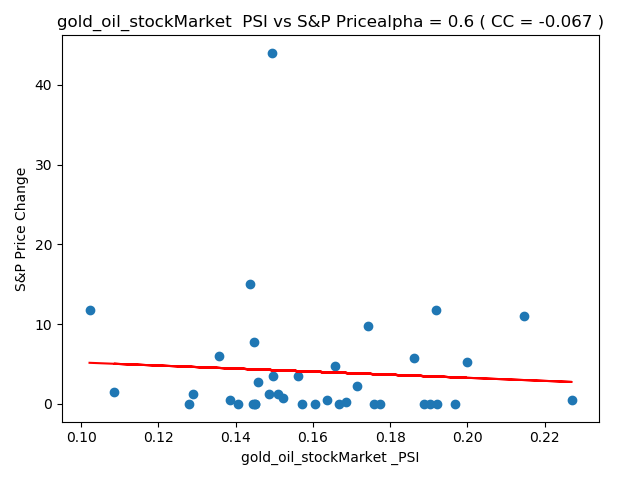 gold_oil_stockMarket  PSI vs S&P Pricealpha = 0.6 ( CC = -0.067 )
40
30
20
10
0
S&P Price Change
0.10 0.12 0.14 0.16 0.18 0.20 0.22
gold_oil_stockMarket _PSI